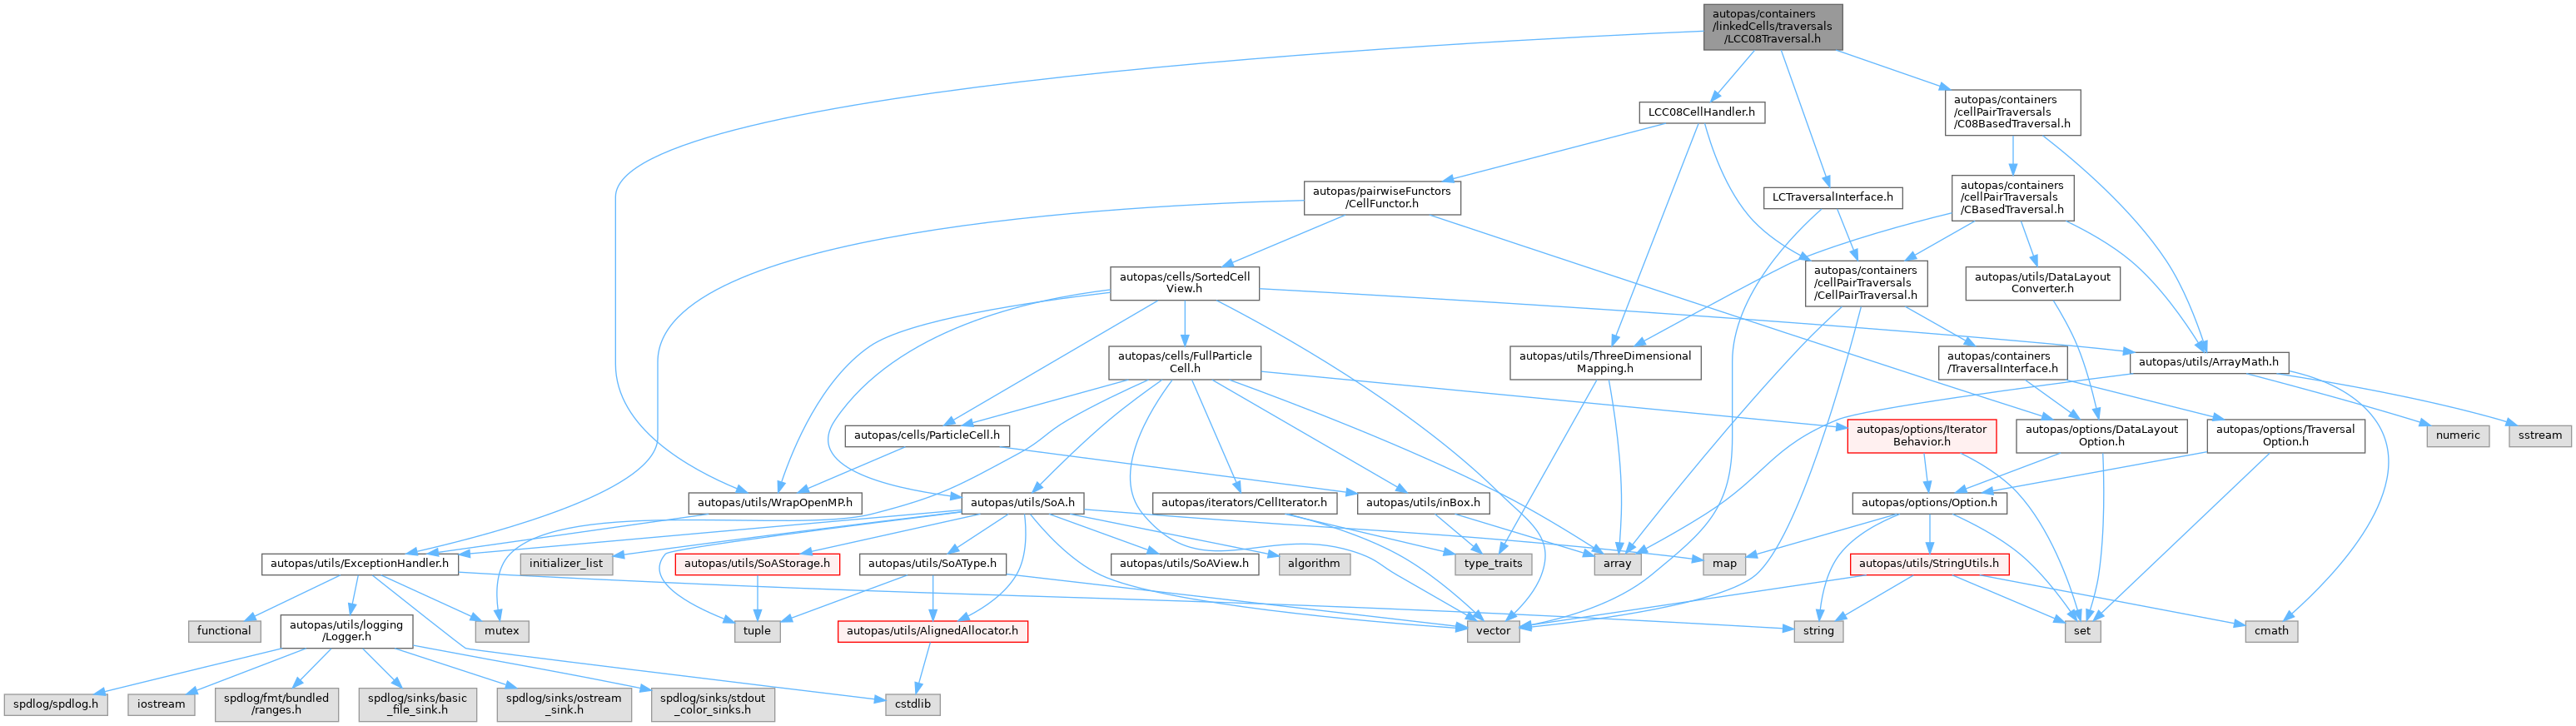 autopas/containers
/linkedCells/traversals
/LCC08Traversal.h
LCC08CellHandler.h
autopas/containers
/cellPairTraversals
/C08BasedTraversal.h
autopas/pairwiseFunctors
/CellFunctor.h
LCTraversalInterface.h
autopas/containers
/cellPairTraversals
/CBasedTraversal.h
autopas/cells/SortedCell
View.h
autopas/containers
/cellPairTraversals
/CellPairTraversal.h
autopas/utils/DataLayout
Converter.h
autopas/cells/FullParticle
Cell.h
autopas/utils/ThreeDimensional
Mapping.h
autopas/containers
/TraversalInterface.h
autopas/utils/ArrayMath.h
autopas/cells/ParticleCell.h
autopas/options/Iterator
Behavior.h
autopas/options/DataLayout
Option.h
autopas/options/Traversal
Option.h
numeric
sstream
autopas/utils/WrapOpenMP.h
autopas/utils/SoA.h
autopas/iterators/CellIterator.h
autopas/utils/inBox.h
autopas/options/Option.h
autopas/utils/ExceptionHandler.h
initializer_list
autopas/utils/SoAStorage.h
autopas/utils/SoAType.h
autopas/utils/SoAView.h
algorithm
type_traits
array
map
autopas/utils/StringUtils.h
functional
autopas/utils/logging
/Logger.h
mutex
tuple
autopas/utils/AlignedAllocator.h
vector
string
set
cmath
spdlog/spdlog.h
iostream
spdlog/fmt/bundled
/ranges.h
spdlog/sinks/basic
_file_sink.h
spdlog/sinks/ostream
_sink.h
spdlog/sinks/stdout
_color_sinks.h
cstdlib